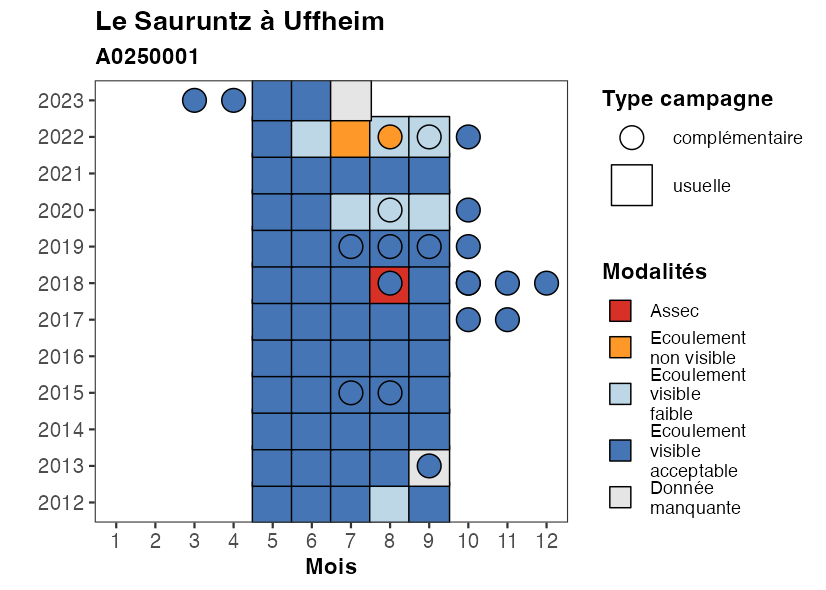 Le Sauruntz à Uffheim
A0250001
2023
2022
2021
2020
2019
2018
2017
2016
2015
2014
2013
2012
1 2 3 4 5 6 7 8 9 10 11 12
Mois
Type campagne
complémentaire
usuelle
Modalités
Assec
Ecoulement
non visible
Ecoulement
visible
faible
Ecoulement
visible
acceptable
Donnée
manquante